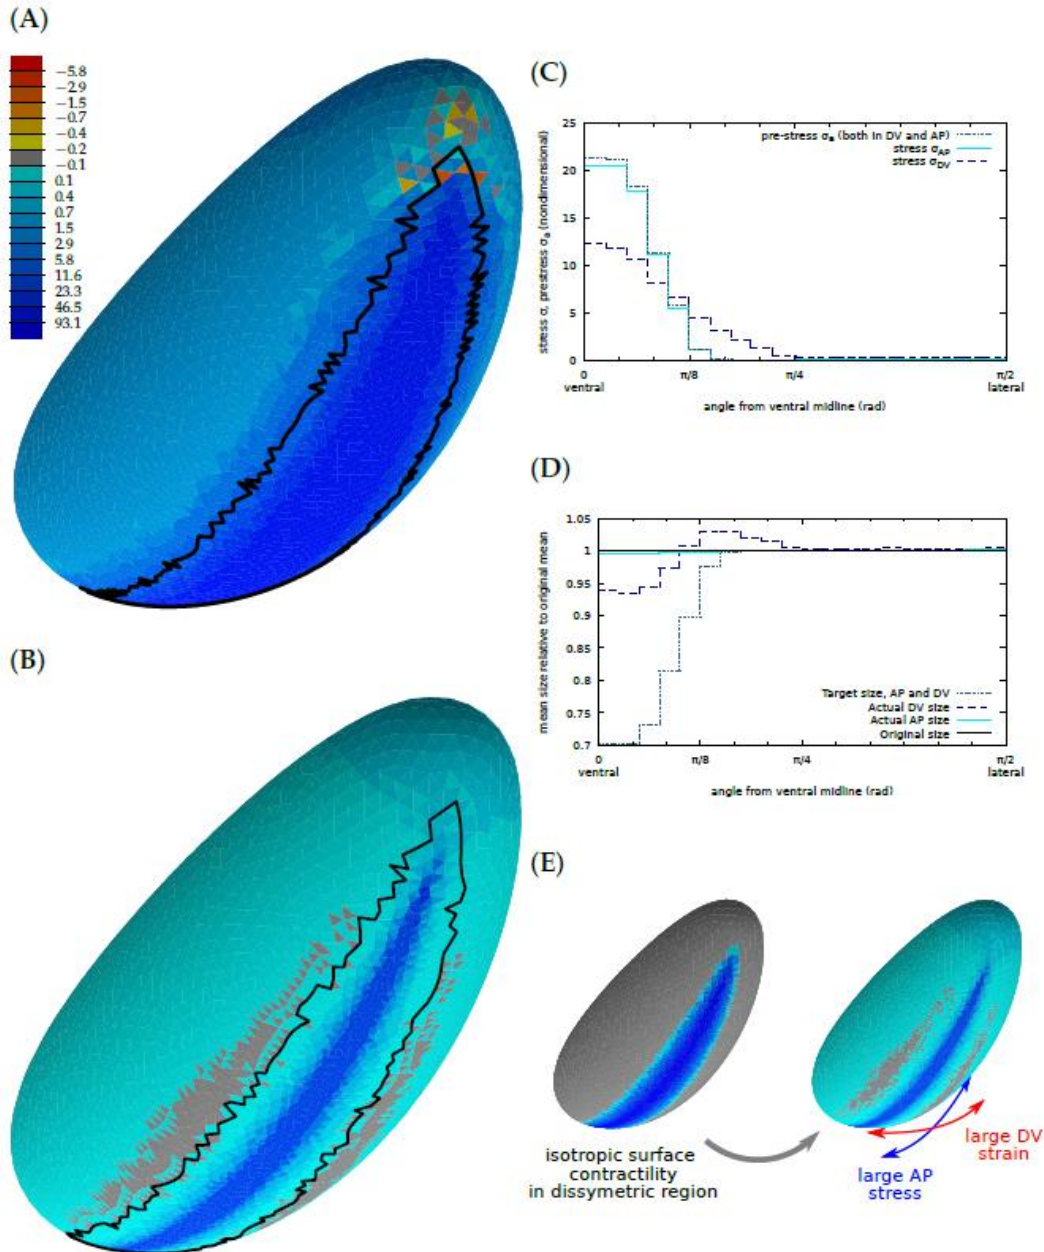 (A)
−5.8
−2.9
−1.5
−0.7
−0.4
−0.2
−0.1
0.1
0.4
0.7
1.5
2.9
5.8
11.6
23.3
46.5
93.1
(B)
(C)
pre-stress σa (both in DV and AP)
stress σAP
stress σDV
stress σ, prestress σa (nondimensional)
25
20
15
10
5
0
0
ventral
π/8
π/4
π/2
lateral
angle from ventral midline (rad)
(D)
mean size relative to original mean
1.05
1
0.95
0.9
0.85
0.8
0.75
0.7
Target size, AP and DV
Actual DV size
Actual AP size
Original size
0
ventral
π/8
π/4
π/2
lateral
angle from ventral midline (rad)
(E)
isotropic surface
contractility
in dissymetric region
large DV
strain
large AP
stress